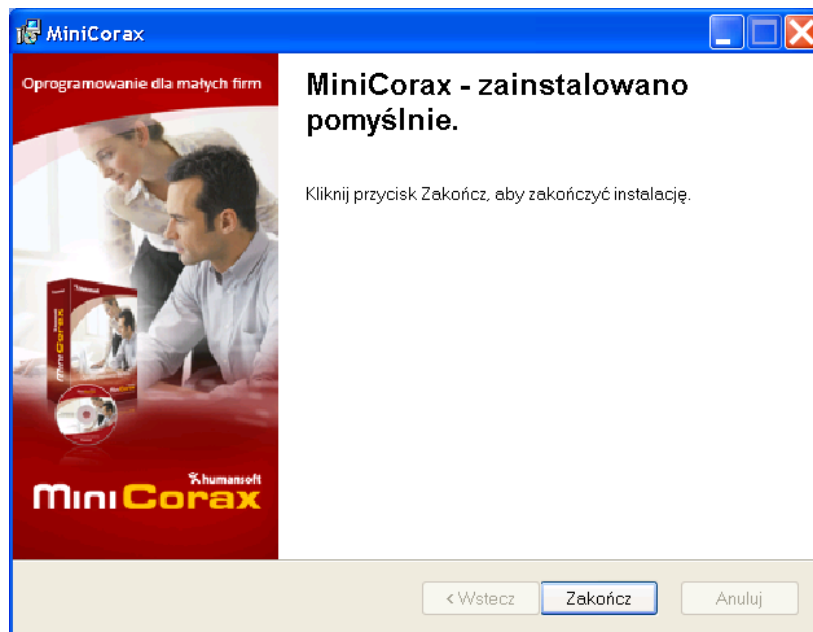 MiniCorax
Oprogramowanie dla małych firm
MiniCorax - zainstalowano
pomyślnie.
Kliknij przycisk Zakończ, aby zakończyć instalację.
humansoft
MiniCorax
< Wstecz
Zakończ
Anuluj